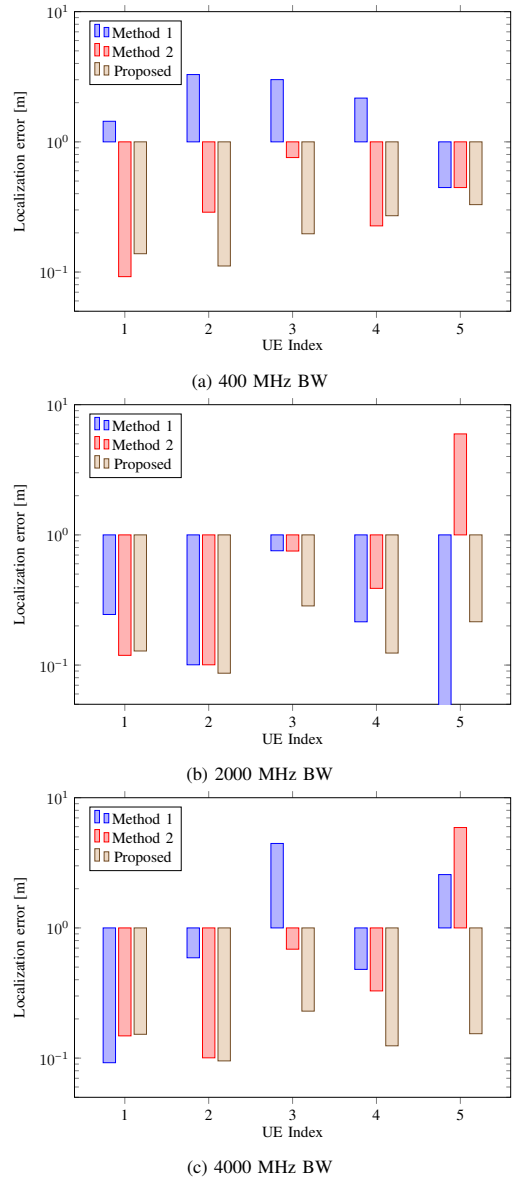 10^1
Method 1
Method 2
Proposed
10^0
10^-1
Localization error [m]
1 2 3 4 5
UE Index
(a) 400 MHz BW
10^1
Method 1
Method 2
Proposed
10^0
10^-1
Localization error [m]
1 2 3 4 5
UE Index
(b) 2000 MHz BW
10^1
Method 1
Method 2
Proposed
10^0
10^-1
Localization error [m]
1 2 3 4 5
UE Index
(c) 4000 MHz BW